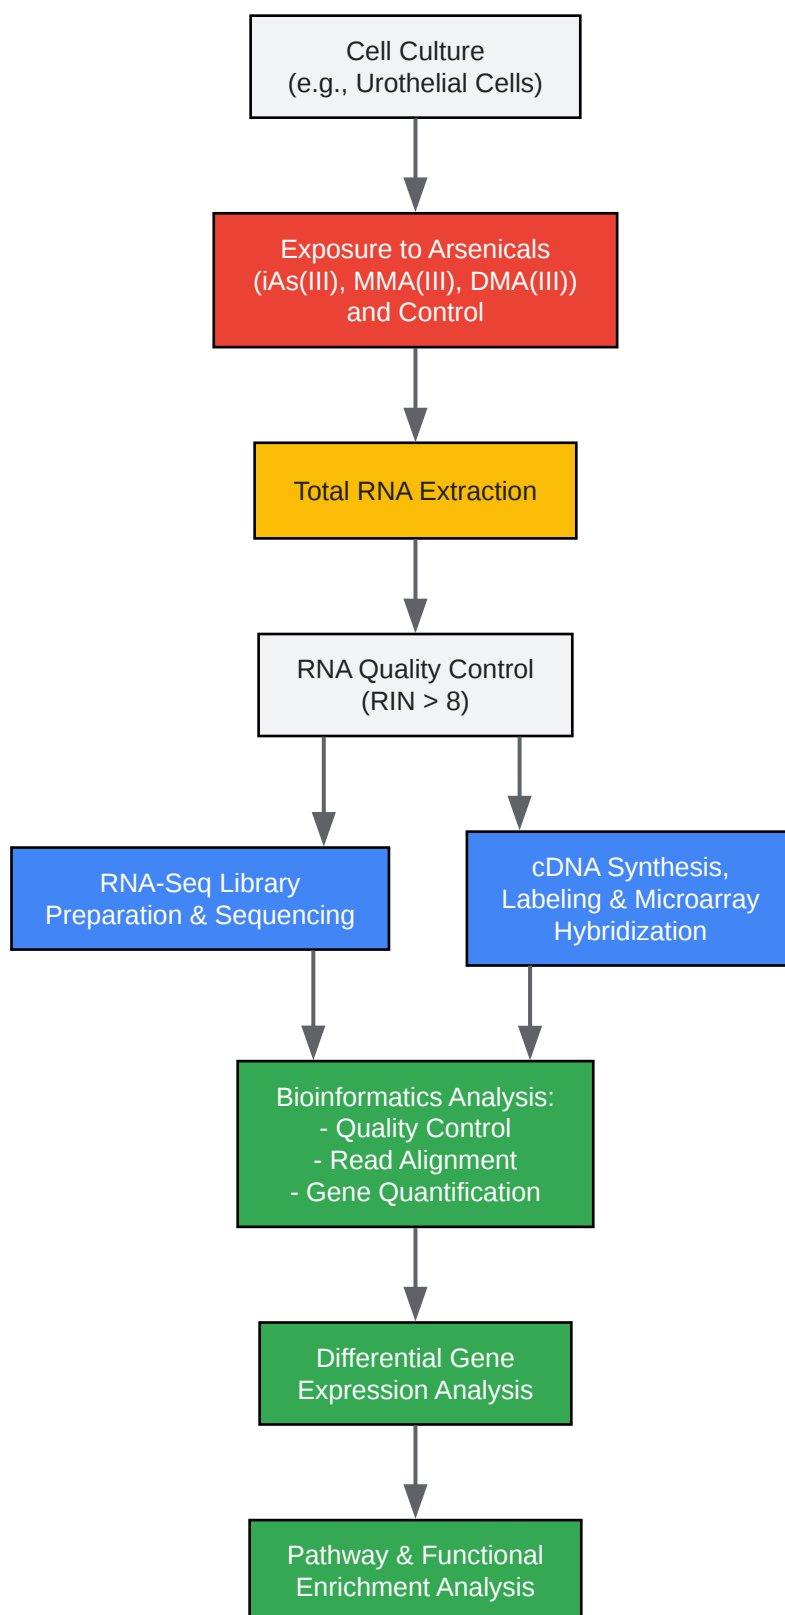 Cell Culture
(e.g., Urothelial Cells)
Exposure to Arsenicals
(iAs(III), MMA(III), DMA(III))
and Control
Total RNA Extraction
RNA Quality Control
(RIN > 8)
RNA-Seq Library
Preparation & Sequencing
cDNA Synthesis,
Labeling & Microarray
Hybridization
Bioinformatics Analysis:
- Quality Control
- Read Alignment
- Gene Quantification
Differential Gene
Expression Analysis
Pathway & Functional
Enrichment Analysis